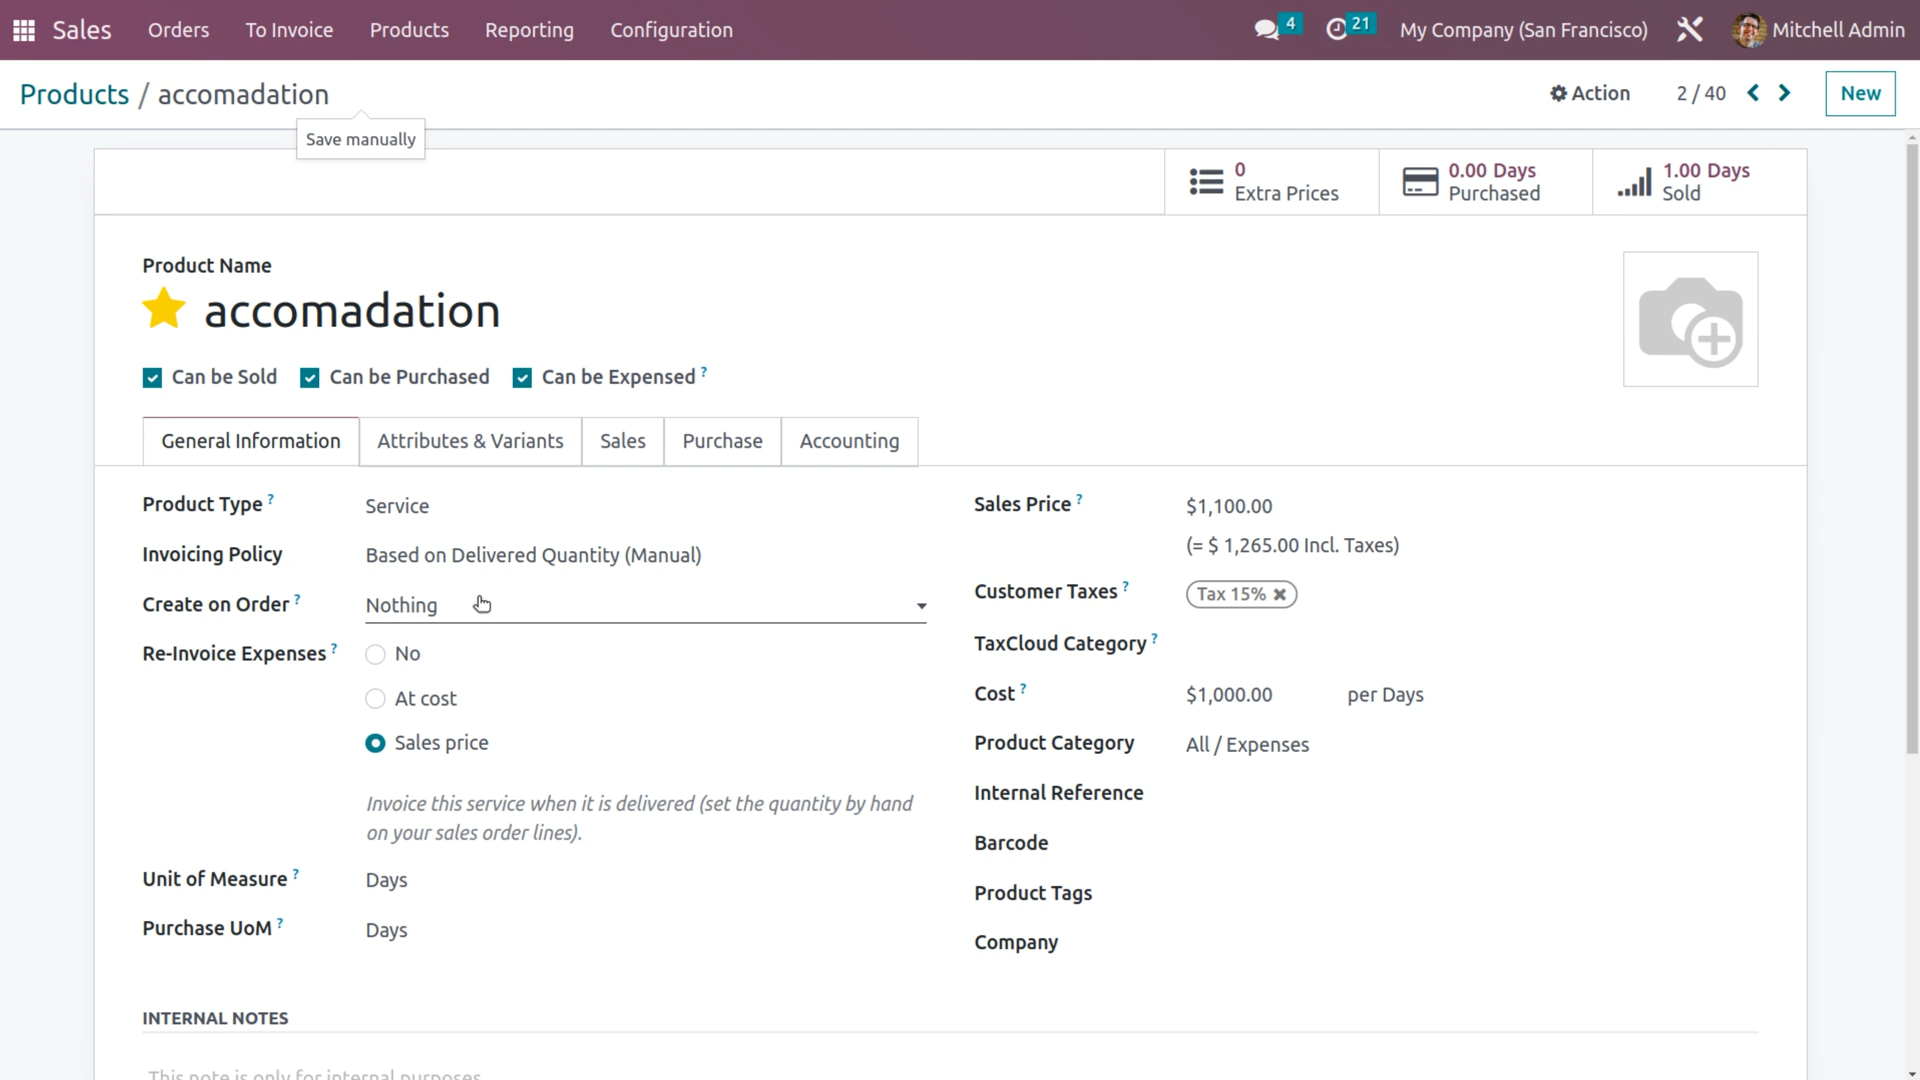 Sales Orders To Invoice Products Reporting Configuration 4 21 My Company (San Francisco) Mitchell Admin
Products / accomadation Action 2 / 40 New
Save manually
0 Extra Prices
0.00 Days Purchased
1.00 Days Sold
Product Name
accomadation
Can be Sold Can be Purchased Can be Expensed ?
General Information Attributes & Variants Sales Purchase Accounting
Product Type ? Service
Invoicing Policy Based on Delivered Quantity (Manual)
Create on Order ? Nothing
Re-Invoice Expenses ? No
At cost
Sales price
Invoice this service when it is delivered (set the quantity by hand
on your sales order lines).
Unit of Measure ? Days
Purchase UoM ? Days
Sales Price ? $1,100.00
(= $ 1,265.00 Incl. Taxes)
Customer Taxes ? Tax 15% ✖
TaxCloud Category ?
Cost ? $1,000.00 per Days
Product Category All / Expenses
Internal Reference
Barcode
Product Tags
Company
INTERNAL NOTES
This note is only for internal purposes.